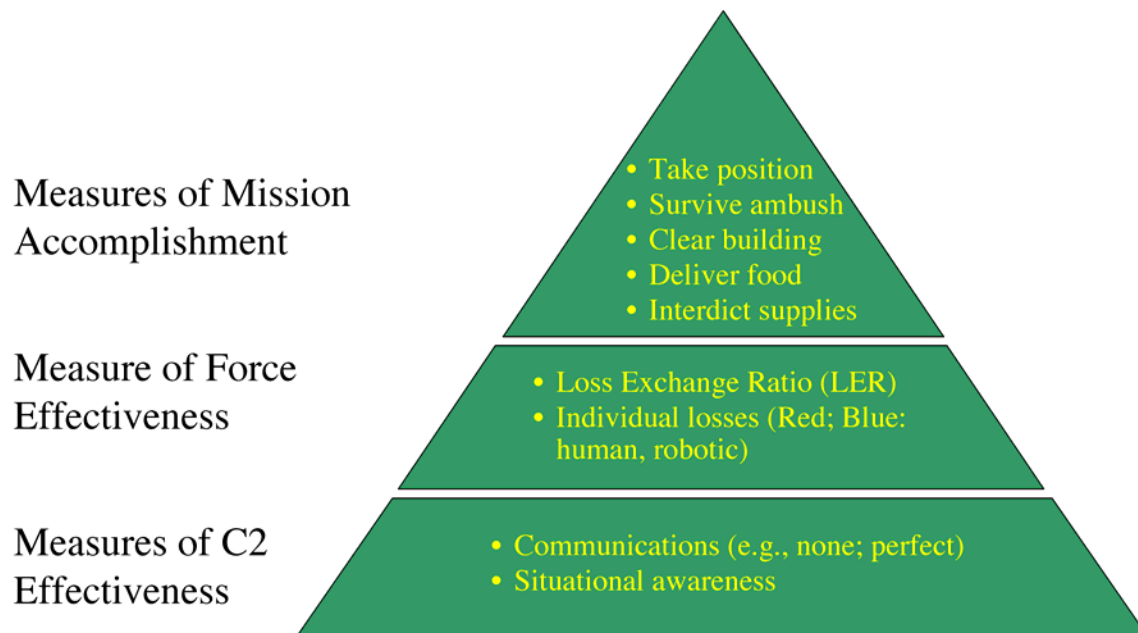 Measures of Mission
Accomplishment
• Take position
• Survive ambush
• Clear building
• Deliver food
• Interdict supplies
Measure of Force
Effectiveness
• Loss Exchange Ratio (LER)
• Individual losses (Red; Blue:
human, robotic)
Measures of C2
Effectiveness
• Communications (e.g., none; perfect)
• Situational awareness